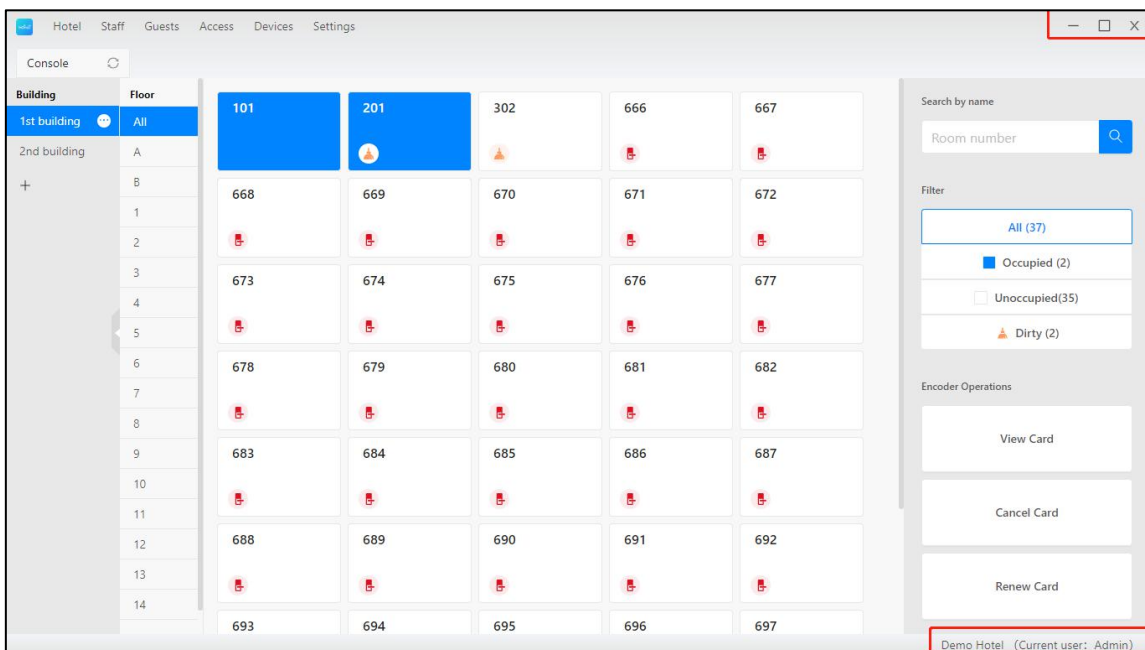 Hotel Staff Guests Access Devices Settings
Console
Building
1st building
2nd building
+
Floor
All
A
B
1
2
3
4
5
6
7
8
9
10
11
12
13
14
101 201 302 666 667
668 669 670 671 672
673 674 675 676 677
678 679 680 681 682
683 684 685 686 687
688 689 690 691 692
693 694 695 696 697
Search by name
Room number
Filter
All (37)
Occupied (2)
Unoccupied(35)
Dirty (2)
Encoder Operations
View Card
Cancel Card
Renew Card
Demo Hotel （Current user：Admin）